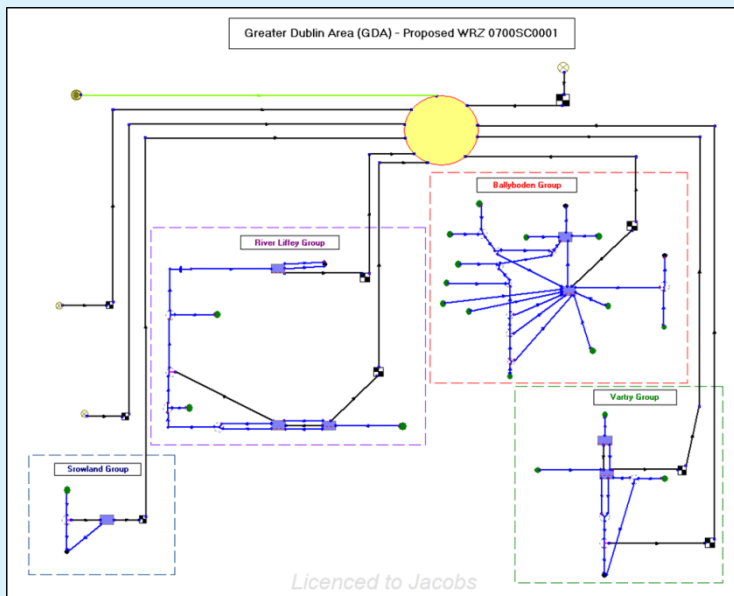 Greater Dublin Area (GDA) - Proposed WRZ 0700SC0001
Ballyboden Group
River Liffey Group
Vartry Group
Srowland Group
Licenced to Jacobs